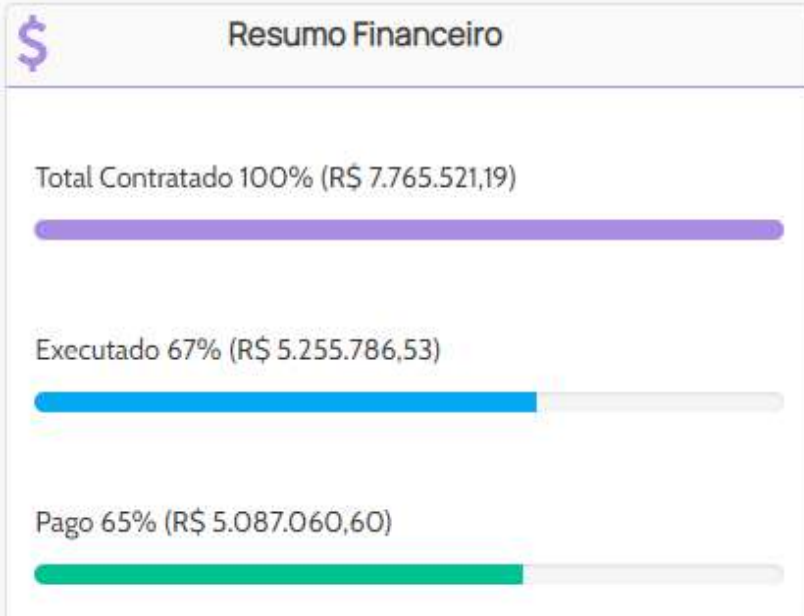 $
Resumo Financeiro
Total Contratado 100% (R$ 7.765.521,19)
Executado 67% (R$ 5.255.786,53)
Pago 65% (R$ 5.087.060,60)